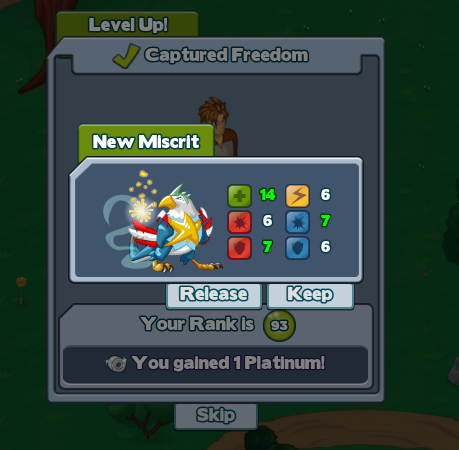 Level Up!
Captured Freedom
New Miscrit
14 6
6 7
7 6
Release Keep
Your Rank is 93
You gained 1 Platinum!
Skip